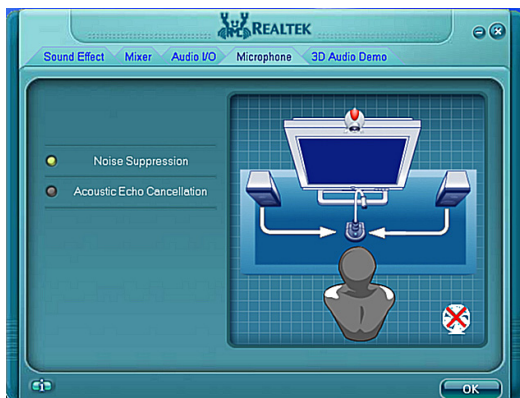 REALTEK
Sound Effect Mixer Audio I/O Microphone 3D Audio Demo
Noise Suppression
Acoustic Echo Cancellation
i
OK